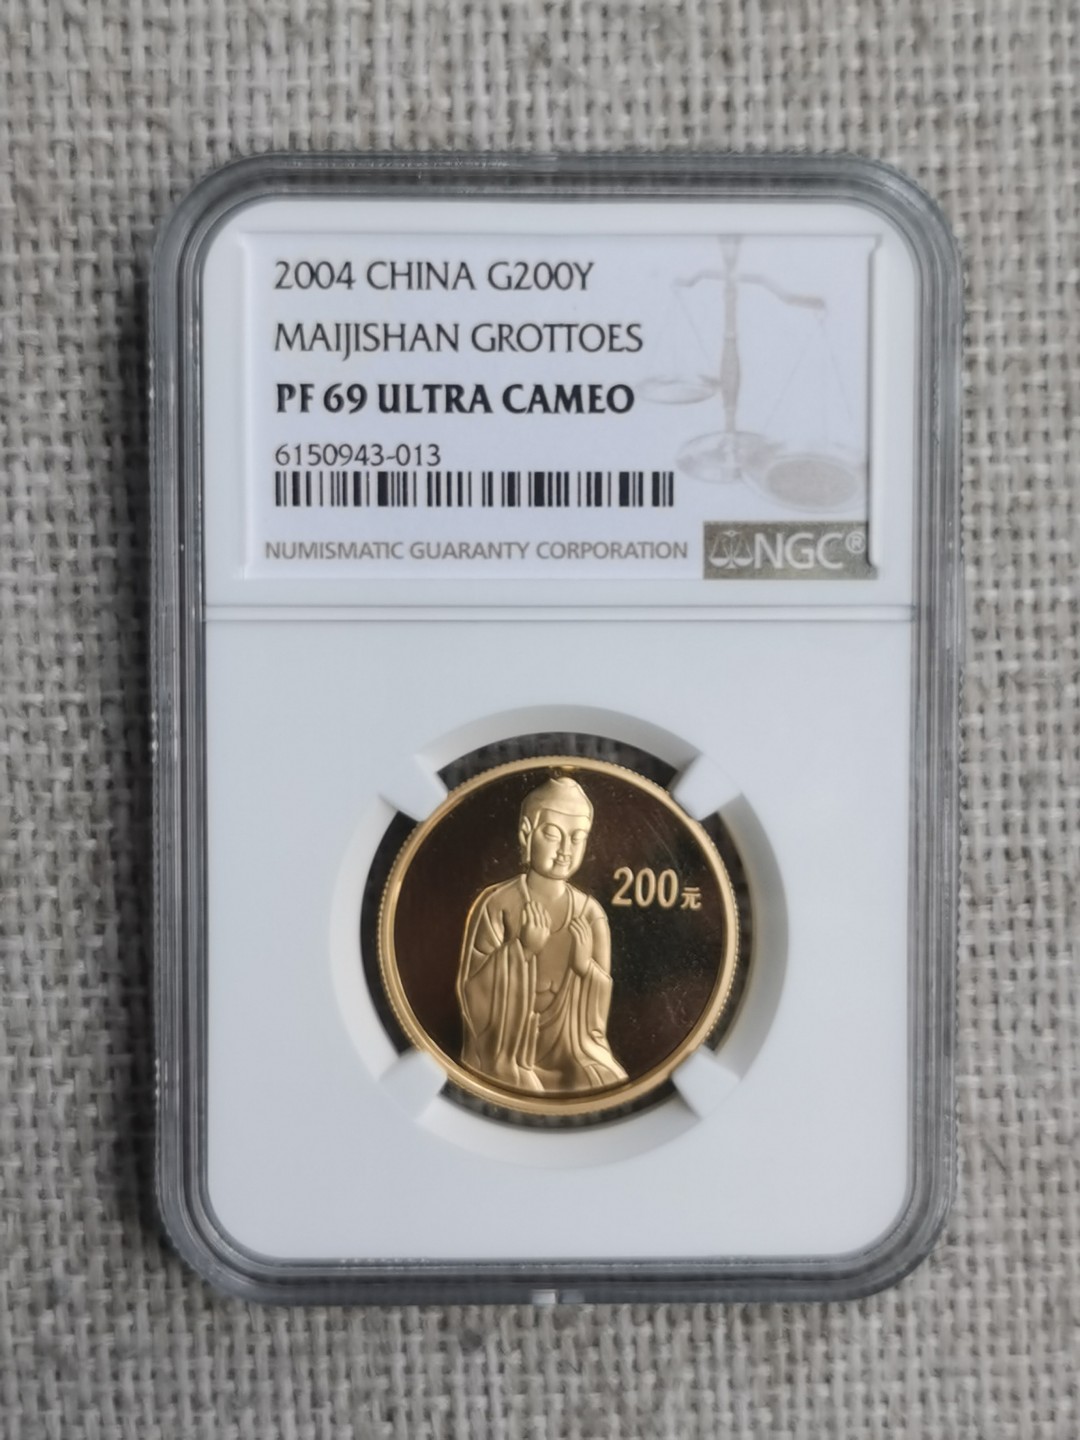 2004 CHINA G200Y
MAIJISHAN GROTTOES
PF 69 ULTRA CAMEO
6150943-013
NUMISMATIC GUARANTY CORPORATION NGC®
200元